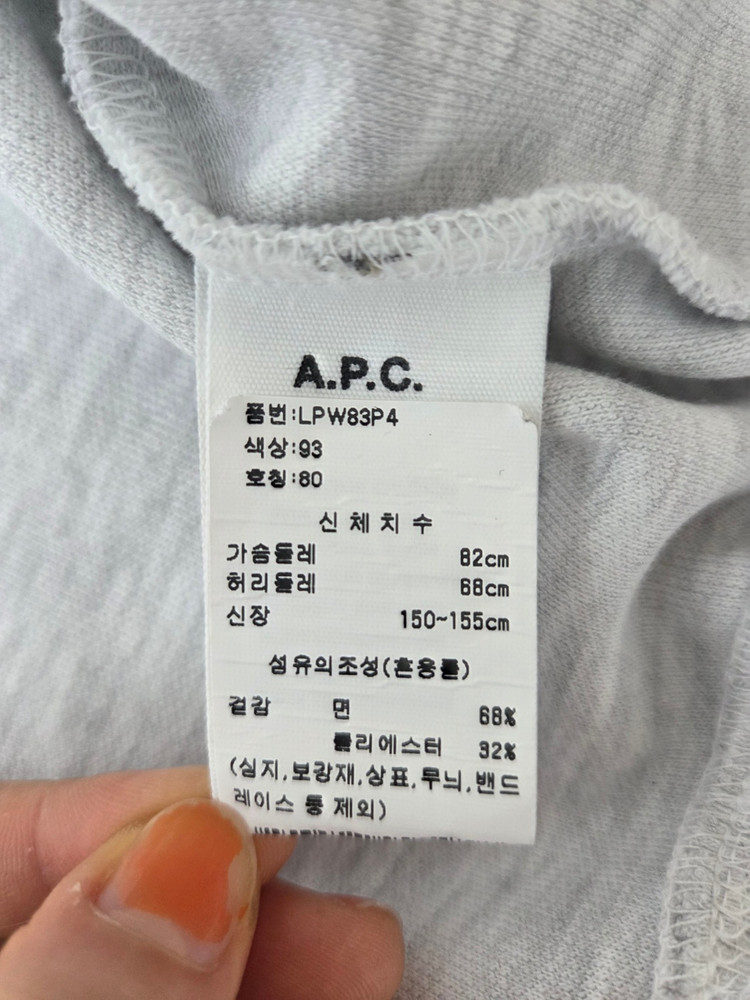 A.P.C.
품번:LPW83P4
색상:93
호칭:80
신체치수
가슴둘레 82cm
허리둘레 68cm
신장 150~155cm
섬유의조성(혼용률)
겉감 면 68%
폴리에스터 32%
(심지,보강재,상표,무늬,밴드
레이스 등 제외)